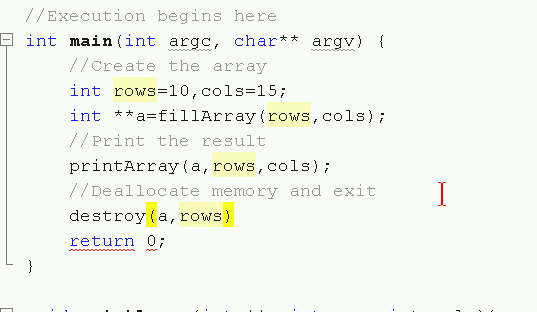 //Execution begins here
int main(int argc, char** argv) {
//Create the array
int rows=10,cols=15;
int **a=fillArray(rows,cols);
//Print the result
printArray(a,rows,cols);
//Deallocate memory and exit
destroy(a,rows)
return 0;
}